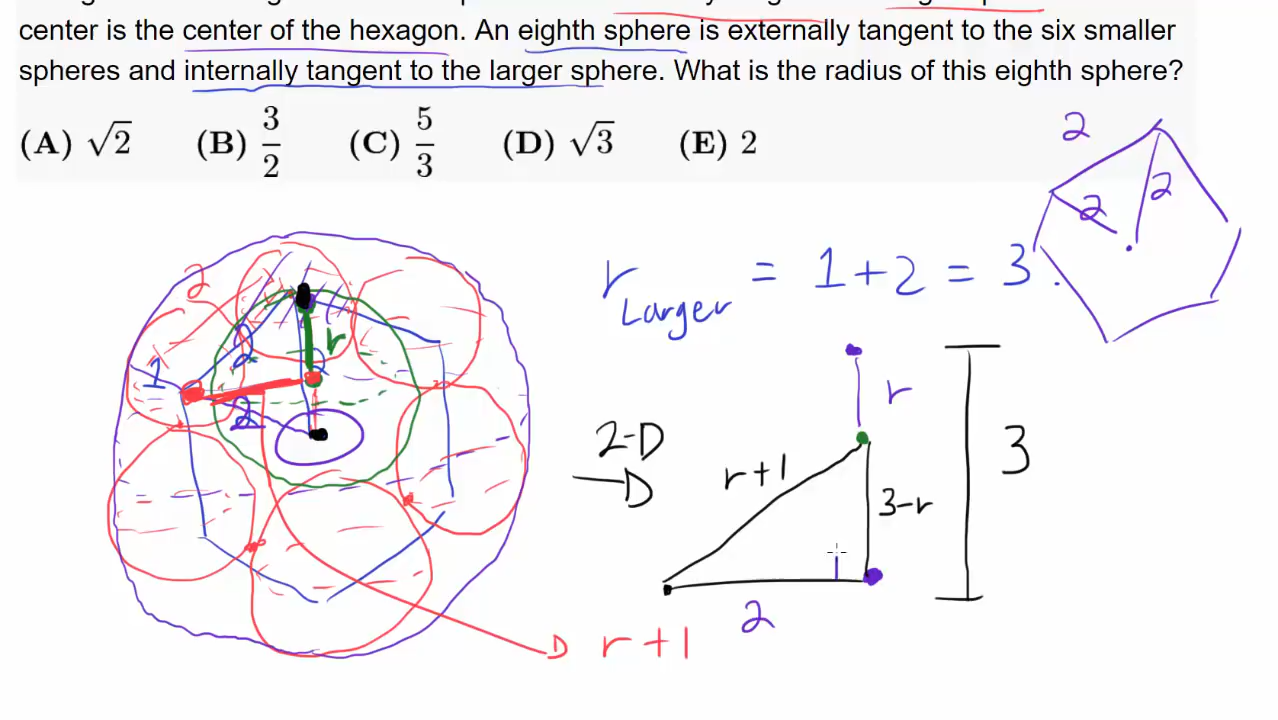 center is the center of the hexagon. An eighth sphere is externally tangent to the six smaller
spheres and internally tangent to the larger sphere. What is the radius of this eighth sphere?
(A) √2 (B) 3/2 (C) 5/3 (D) √3 (E) 2
2
2
2
2
r Larger = 1+2 = 3.
2
r
1
2
r
3
2-D
r+1
3-r
2
r+1